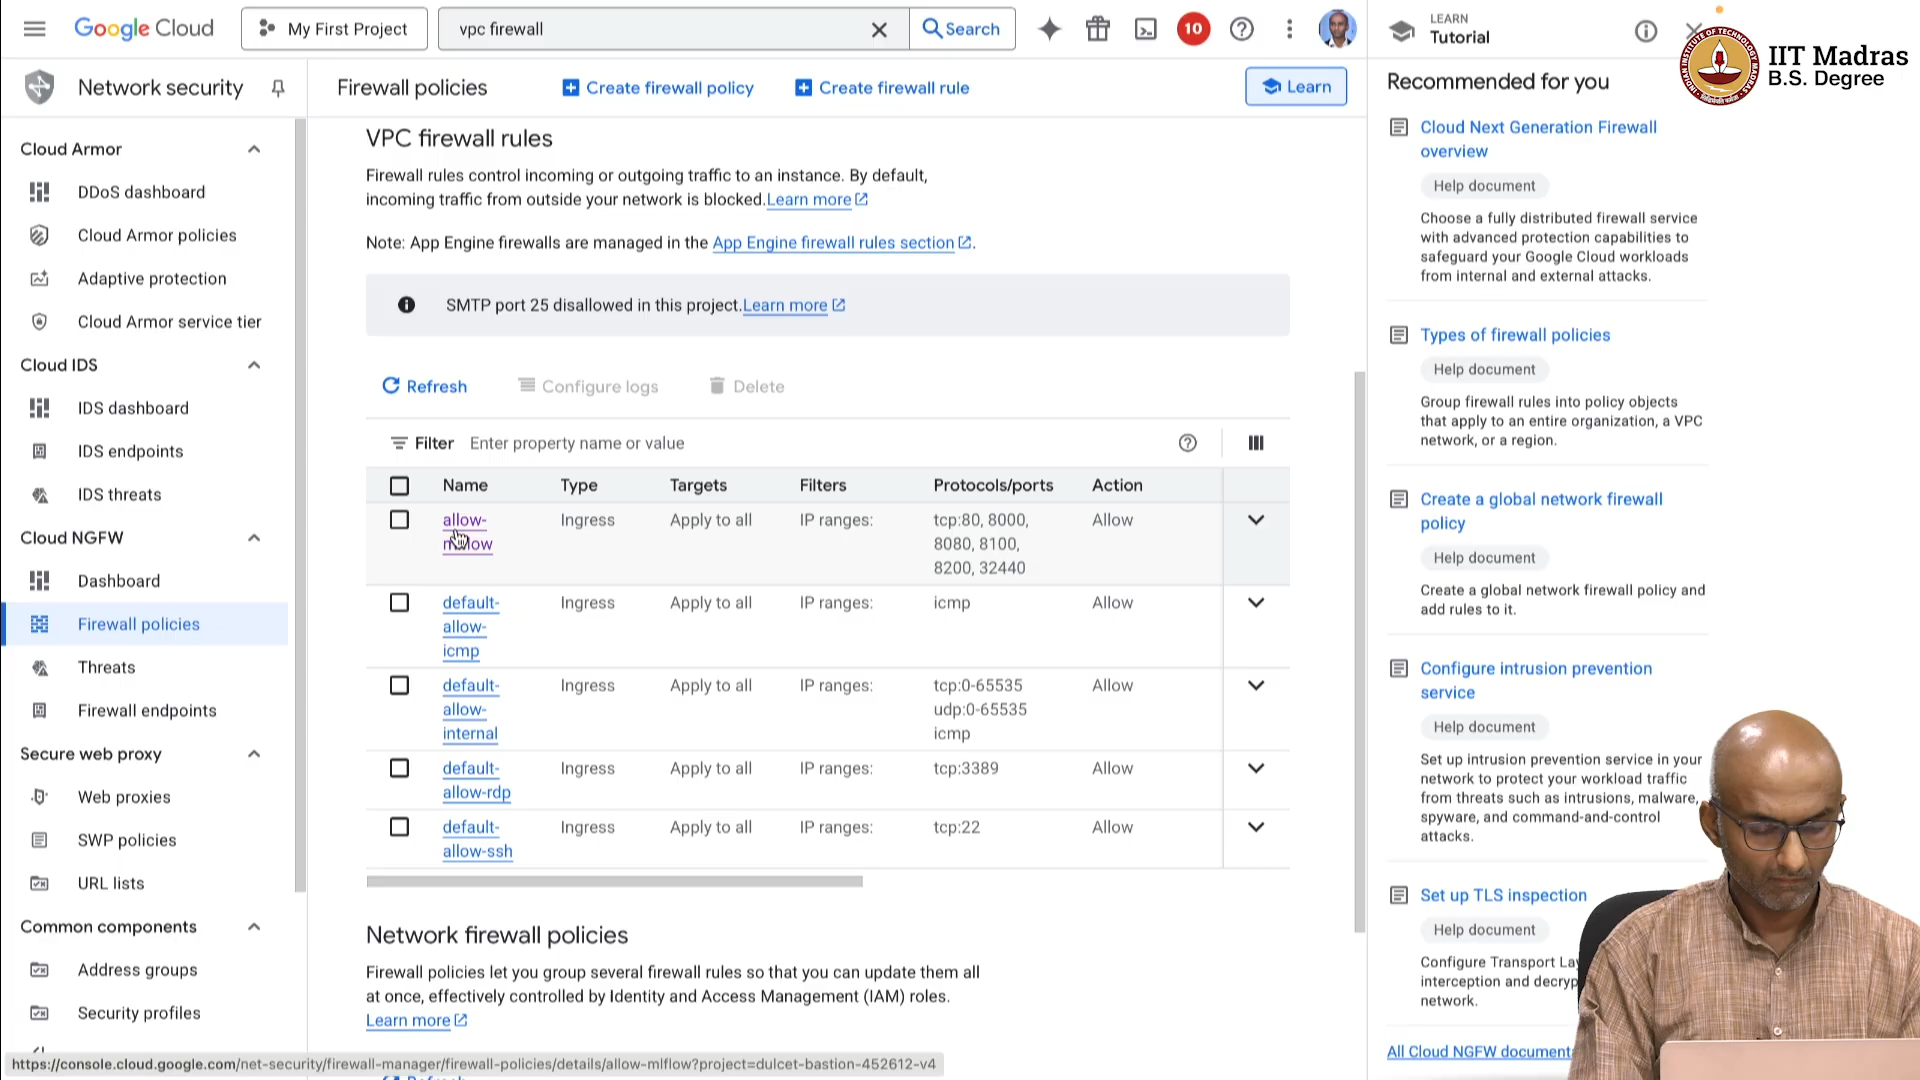 Google Cloud
My First Project
vpc firewall
Search
10
LEARN
Tutorial
IIT Madras
B.S. Degree
Network security
Firewall policies
Create firewall policy
Create firewall rule
Learn
Recommended for you
Cloud Armor
DDoS dashboard
Cloud Armor policies
Adaptive protection
Cloud Armor service tier
Cloud IDS
IDS dashboard
IDS endpoints
IDS threats
Cloud NGFW
Dashboard
Firewall policies
Threats
Firewall endpoints
Secure web proxy
Web proxies
SWP policies
URL lists
Common components
Address groups
Security profiles
VPC firewall rules
Firewall rules control incoming or outgoing traffic to an instance. By default,
incoming traffic from outside your network is blocked. Learn more
Note: App Engine firewalls are managed in the App Engine firewall rules section.
SMTP port 25 disallowed in this project. Learn more
Refresh
Configure logs
Delete
Filter Enter property name or value
Name Type Targets Filters Protocols/ports Action
allow- Ingress Apply to all IP ranges: tcp:80, 8000, Allow
8080, 8100,
8200, 32440
default- Ingress Apply to all IP ranges: icmp Allow
allow-
icmp
default- Ingress Apply to all IP ranges: tcp:0-65535 Allow
allow- udp:0-65535
internal icmp
default- Ingress Apply to all IP ranges: tcp:3389 Allow
allow-rdp
default- Ingress Apply to all IP ranges: tcp:22 Allow
allow-ssh
Network firewall policies
Firewall policies let you group several firewall rules so that you can update them all
at once, effectively controlled by Identity and Access Management (IAM) roles.
Learn more
Cloud Next Generation Firewall
overview
Help document
Choose a fully distributed firewall service
with advanced protection capabilities to
safeguard your Google Cloud workloads
from internal and external attacks.
Types of firewall policies
Help document
Group firewall rules into policy objects
that apply to an entire organization, a VPC
network, or a region.
Create a global network firewall
policy
Help document
Create a global network firewall policy and
add rules to it.
Configure intrusion prevention
service
Help document
Set up intrusion prevention service in your
network to protect your workload traffic
from threats such as intrusions, malware,
spyware, and command-and-control
attacks.
Set up TLS inspection
Help document
Configure Transport
interception and
network.
All Cloud NGFW
https://console.cloud.google.com/net-security/firewall-manager/firewall-policies/details/allow-mlflow?project=dulcet-bastion-452612-v4